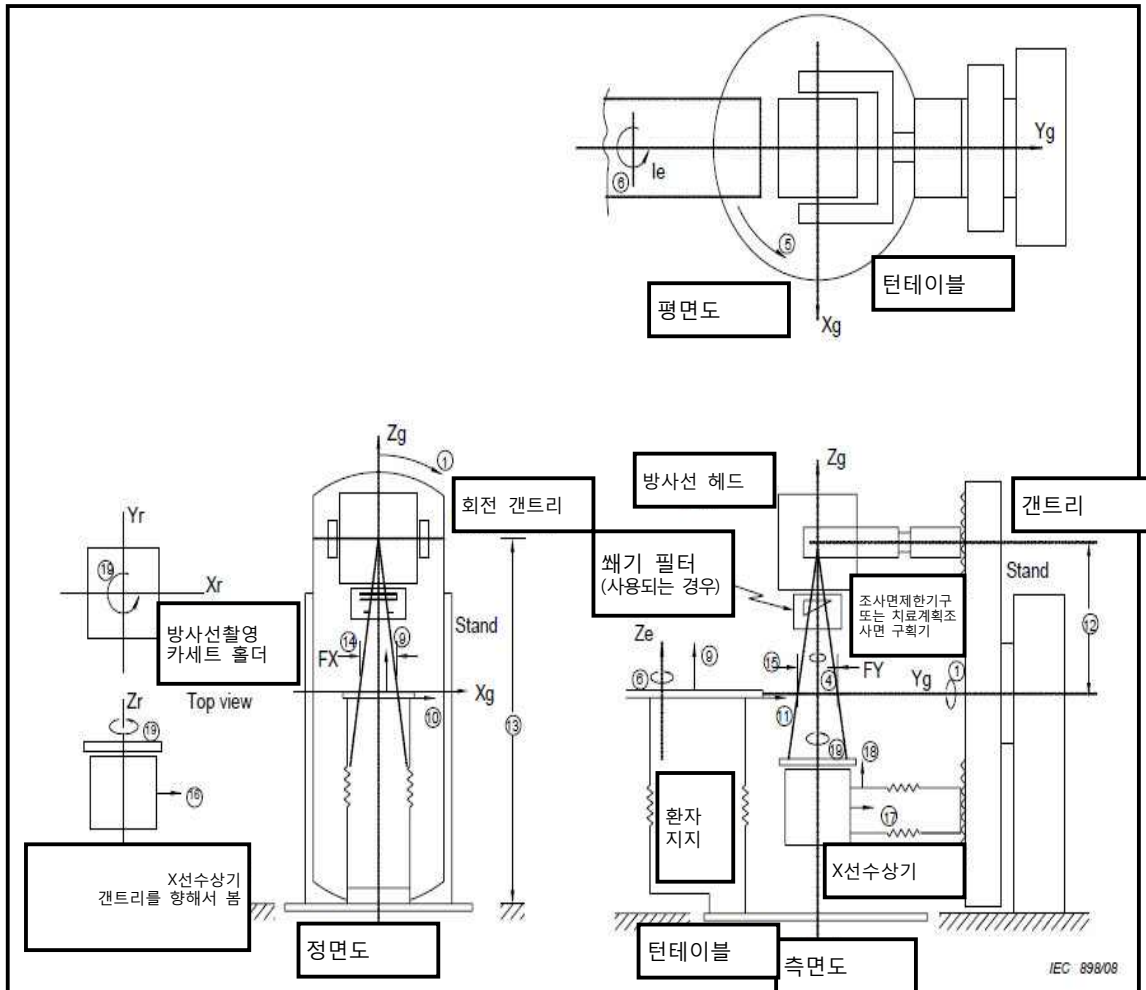 Yg
Ie
⑥
⑤
턴테이블
평면도
Xg
Zg
①
회전 갠트리
Yr
⑲
Xr
방사선촬영
카세트 홀더
Top view
Zr
⑲
⑯
X선수상기
갠트리를 향해서 봄
Stand
⑭
⑨
FX
Xg
⑩
⑬
정면도
방사선 헤드
Zg
갠트리
쐐기 필터
(사용되는 경우)
조사면제한기구
또는 치료계획조
사면 구획기
Stand
⑫
Ze
⑥
⑨
⑮
④
FY
Yg
①
⑪
⑲
⑱
⑰
환자
지지
X선수상기
턴테이블
측면도
IEC 898/08